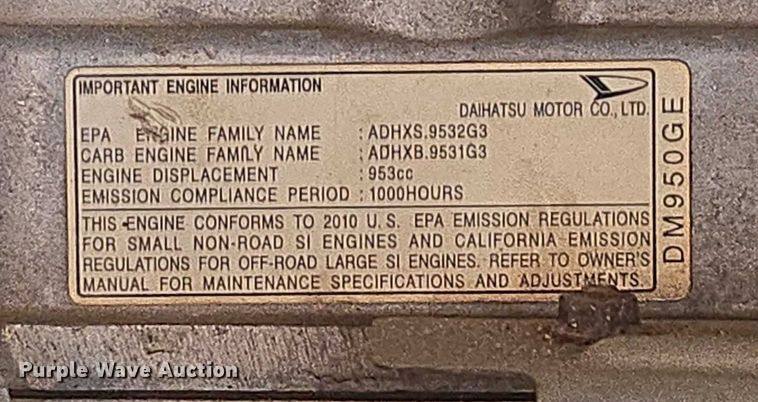 IMPORTANT ENGINE INFORMATION
DAIHATSU MOTOR CO., LTD.
EPA ENGINE FAMILY NAME : ADHXS.9532G3
CARB ENGINE FAMILY NAME : ADHXB.9531G3
ENGINE DISPLACEMENT : 953cc
EMISSION COMPLIANCE PERIOD : 1000HOURS
THIS ENGINE CONFORMS TO 2010 U.S. EPA EMISSION REGULATIONS
FOR SMALL NON-ROAD SI ENGINES AND CALIFORNIA EMISSION
REGULATIONS FOR OFF-ROAD LARGE SI ENGINES. REFER TO OWNER'S
MANUAL FOR MAINTENANCE SPECIFICATIONS AND ADJUSTMENTS.
DM950GE
Purple Wave Auction